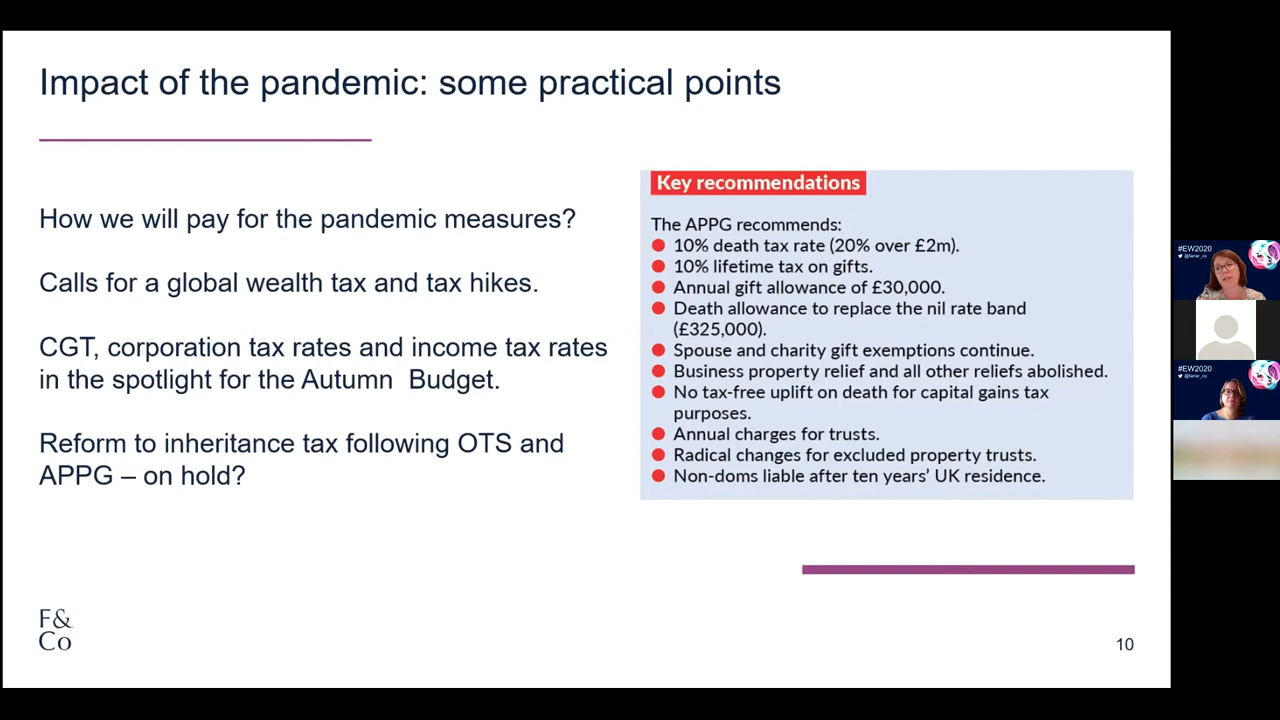 Impact of the pandemic: some practical points
How we will pay for the pandemic measures?
Calls for a global wealth tax and tax hikes.
CGT, corporation tax rates and income tax rates
in the spotlight for the Autumn  Budget.
Reform to inheritance tax following OTS and
APPG – on hold?
Key recommendations
The APPG recommends:
● 10% death tax rate (20% over £2m).
● 10% lifetime tax on gifts.
● Annual gift allowance of £30,000.
● Death allowance to replace the nil rate band
(£325,000).
● Spouse and charity gift exemptions continue.
● Business property relief and all other reliefs abolished.
● No tax-free uplift on death for capital gains tax
purposes.
● Annual charges for trusts.
● Radical changes for excluded property trusts.
● Non-doms liable after ten years’ UK residence.
F&
Co
10
#EW2020
@farrer_co
#EW2020
@farrer_co